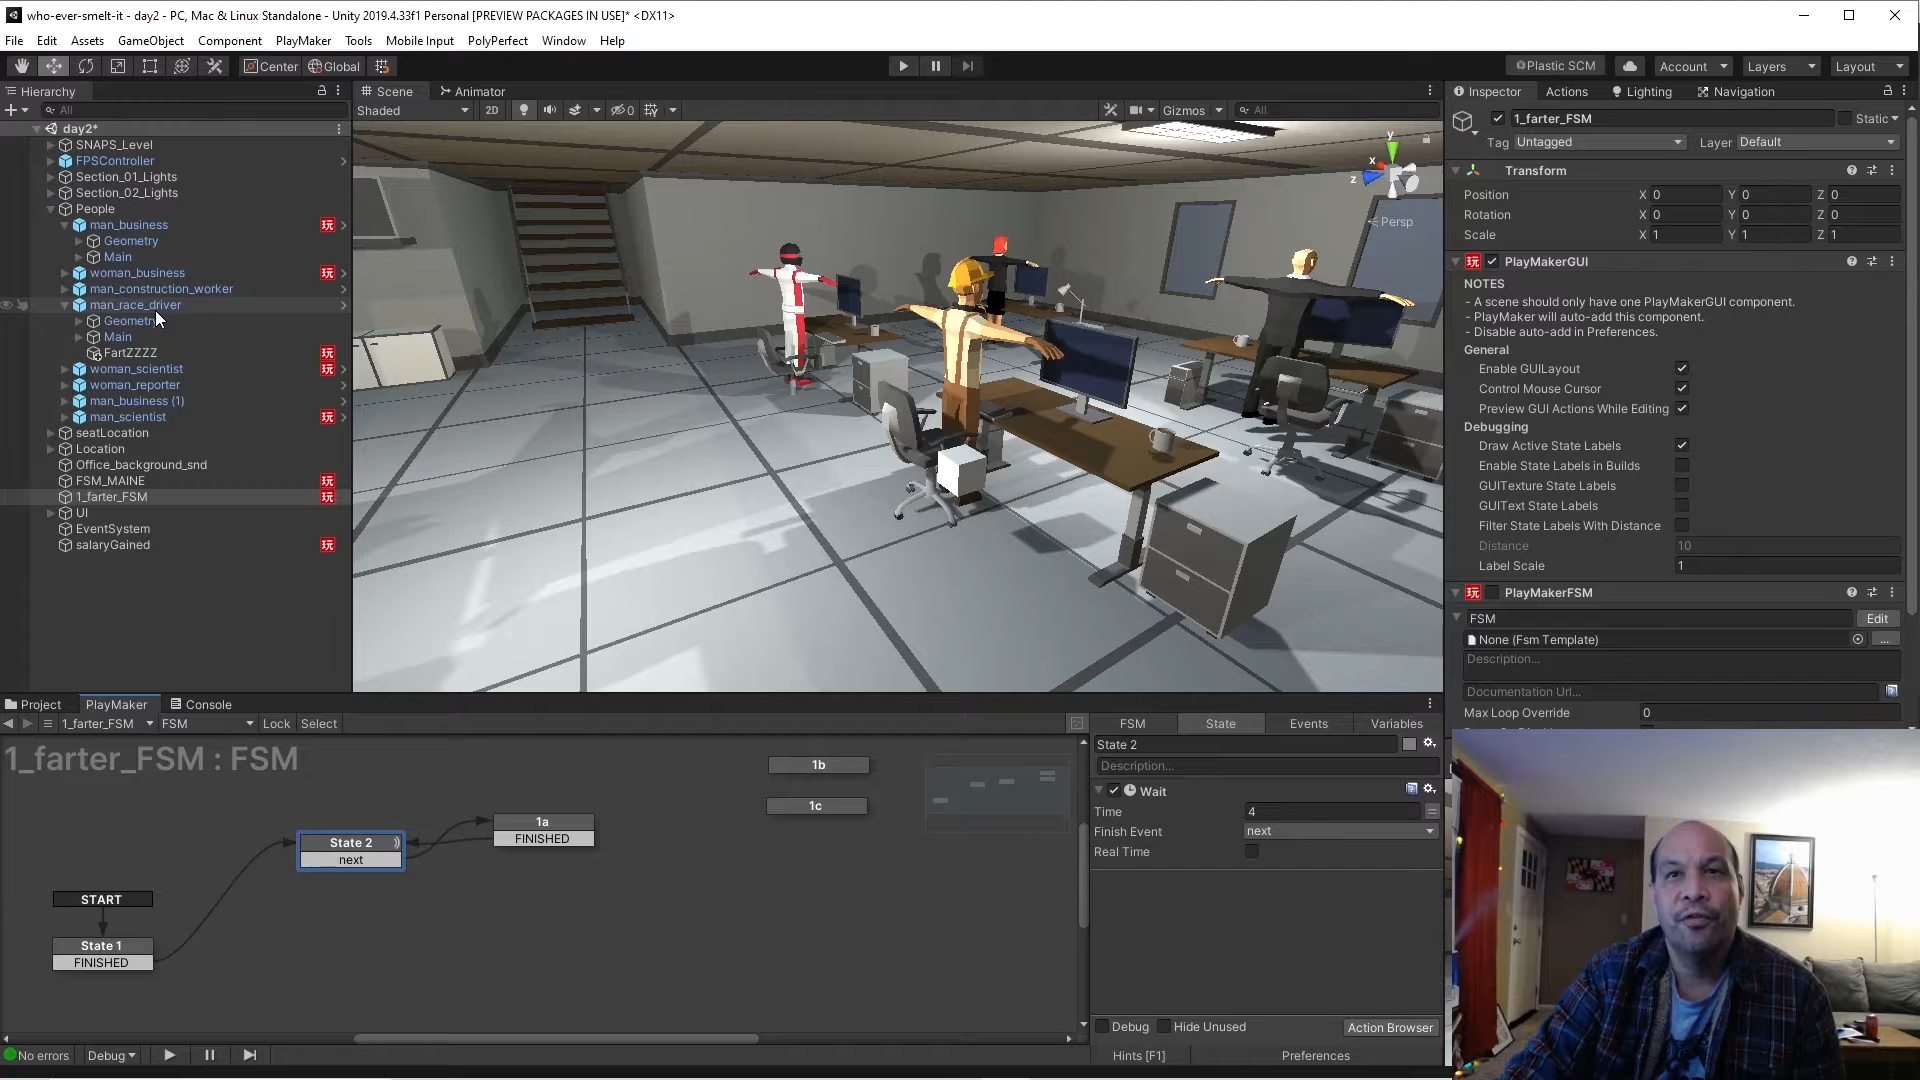 who-ever-smelt-it - day2 - PC, Mac & Linux Standalone - Unity 2019.4.33f1 Personal [PREVIEW PACKAGES IN USE]* <DX11>
File Edit Assets GameObject Component PlayMaker Tools Mobile Input PolyPerfect Window Help
Center Global Plastic SCM Account Layers Layout
Hierarchy
All
day2*
SNAPS_Level
FPSController
Section_01_Lights
Section_02_Lights
People
man_business
Geometry
Main
woman_business
man_construction_worker
man_race_driver
Geometry
Main
FartZZZZ
woman_scientist
woman_reporter
man_business (1)
man_scientist
seatLocation
Location
Office_background_snd
FSM_MAINE
1_farter_FSM
UI
EventSystem
salaryGained
Scene Animator
Shaded 2D 0 Gizmos All
y
x
z
Persp
Inspector Actions Lighting Navigation
1_farter_FSM Static
Tag Untagged Layer Default
Transform
Position X 0 Y 0 Z 0
Rotation X 0 Y 0 Z 0
Scale X 1 Y 1 Z 1
玩 PlayMakerGUI
NOTES
- A scene should only have one PlayMakerGUI component.
- PlayMaker will auto-add this component.
- Disable auto-add in Preferences.
General
Enable GUILayout
Control Mouse Cursor
Preview GUI Actions While Editing
Debugging
Draw Active State Labels
Enable State Labels in Builds
GUITexture State Labels
GUIText State Labels
Filter State Labels With Distance
Distance 10
Label Scale 1
玩 PlayMakerFSM
FSM Edit
None (Fsm Template) ...
Description...
Documentation Url...
Max Loop Override 0
Project PlayMaker Console
1_farter_FSM FSM Lock Select
1_farter_FSM : FSM
1b
1c
1a
FINISHED
State 2
next
START
State 1
FINISHED
FSM State Events Variables
State 2
Description...
Wait
Time 4
Finish Event next
Real Time
Debug Hide Unused Action Browser
No errors Debug Hints [F1] Preferences